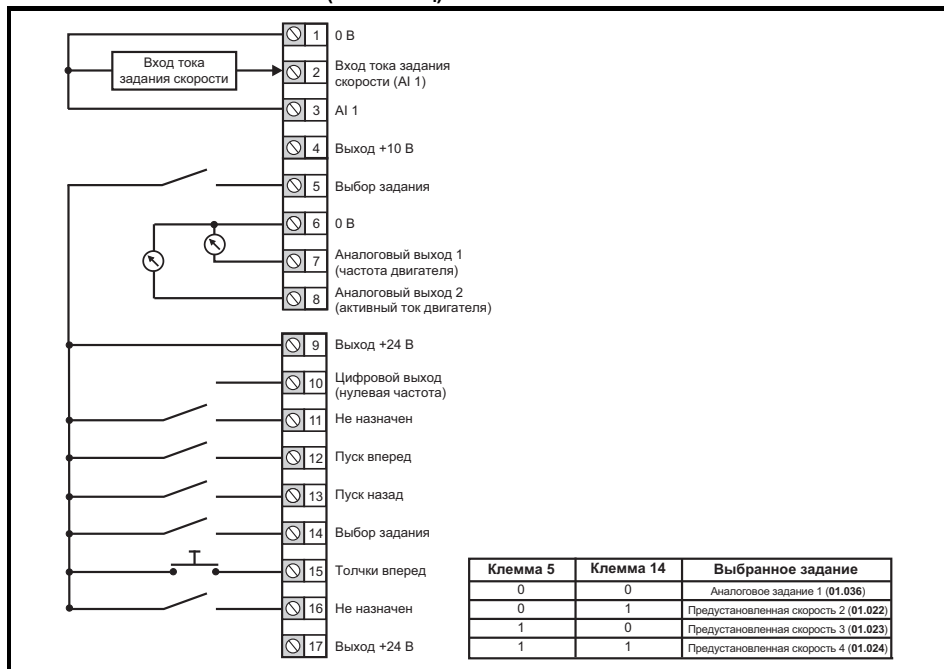 Вход тока
задания скорости
1 0 В
2 Вход тока задания
скорости (AI 1)
3 AI 1
4 Выход +10 В
5 Выбор задания
6 0 В
7 Аналоговый выход 1
(частота двигателя)
8 Аналоговый выход 2
(активный ток двигателя)
9 Выход +24 В
10 Цифровой выход
(нулевая частота)
11 Не назначен
12 Пуск вперед
13 Пуск назад
14 Выбор задания
15 Толчки вперед
16 Не назначен
17 Выход +24 В
Клемма 5 Клемма 14 Выбранное задание
0 0 Аналоговое задание 1 (01.036)
0 1 Предустановленная скорость 2 (01.022)
1 0 Предустановленная скорость 3 (01.023)
1 1 Предустановленная скорость 4 (01.024)